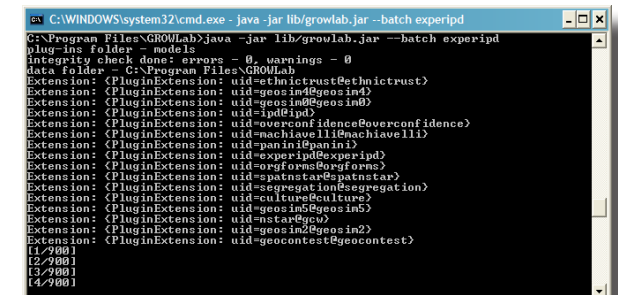 C:\WINDOWS\system32\cmd.exe - java -jar lib/growlab.jar --batch experipd
C:\Program Files\GROWLab>java -jar lib/growlab.jar --batch experipd
plug-ins folder - models
integrity check done: errors - 0, warnings - 0
data folder - C:\Program Files\GROWLab
Extension: {PluginExtension: uid=ethnictrust@ethnictrust}
Extension: {PluginExtension: uid=geosim4@geosim4}
Extension: {PluginExtension: uid=geosim0@geosim0}
Extension: {PluginExtension: uid=ipd@ipd}
Extension: {PluginExtension: uid=overconfidence@overconfidence}
Extension: {PluginExtension: uid=machiavelli@machiavelli}
Extension: {PluginExtension: uid=panini@panini}
Extension: {PluginExtension: uid=experipd@experipd}
Extension: {PluginExtension: uid=orgforms@orgforms}
Extension: {PluginExtension: uid=spatnstar@spatnstar}
Extension: {PluginExtension: uid=segregation@segregation}
Extension: {PluginExtension: uid=culture@culture}
Extension: {PluginExtension: uid=geosim5@geosim5}
Extension: {PluginExtension: uid=nstar@gcw}
Extension: {PluginExtension: uid=geosim2@geosim2}
Extension: {PluginExtension: uid=geocontest@geocontest}
[1/900]
[2/900]
[3/900]
[4/900]